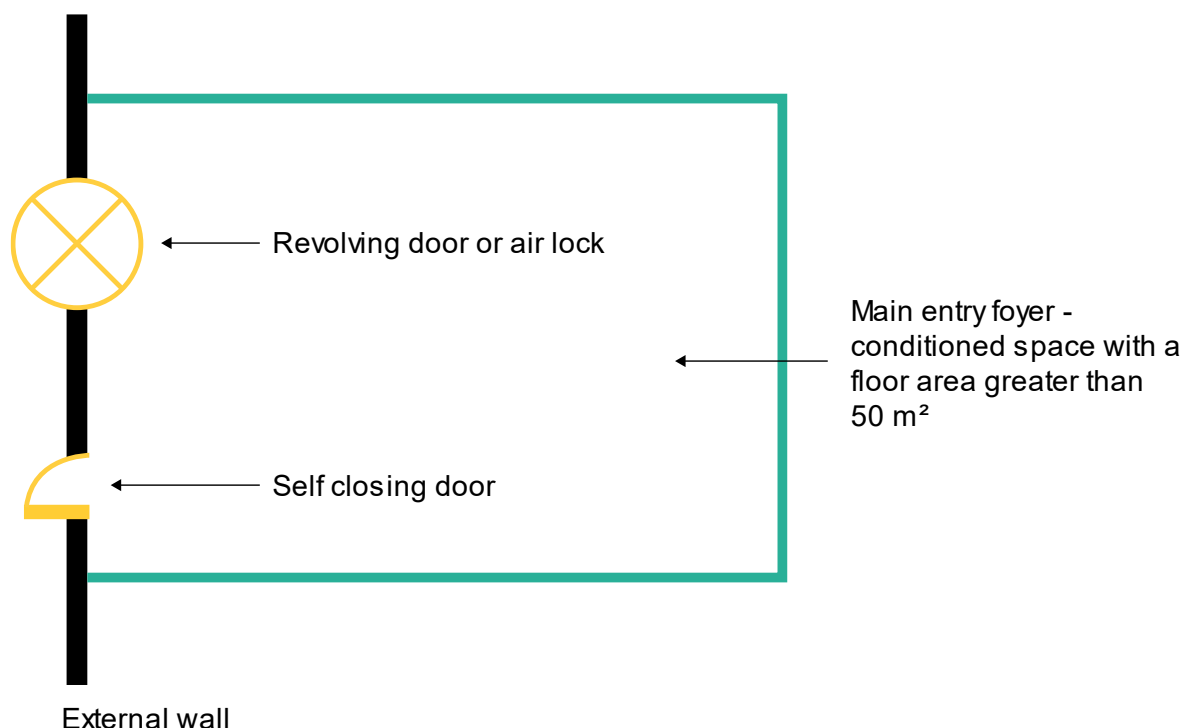 Revolving door or air lock
Main entry foyer -
conditioned space with a
floor area greater than
50 m²
Self closing door
External wall